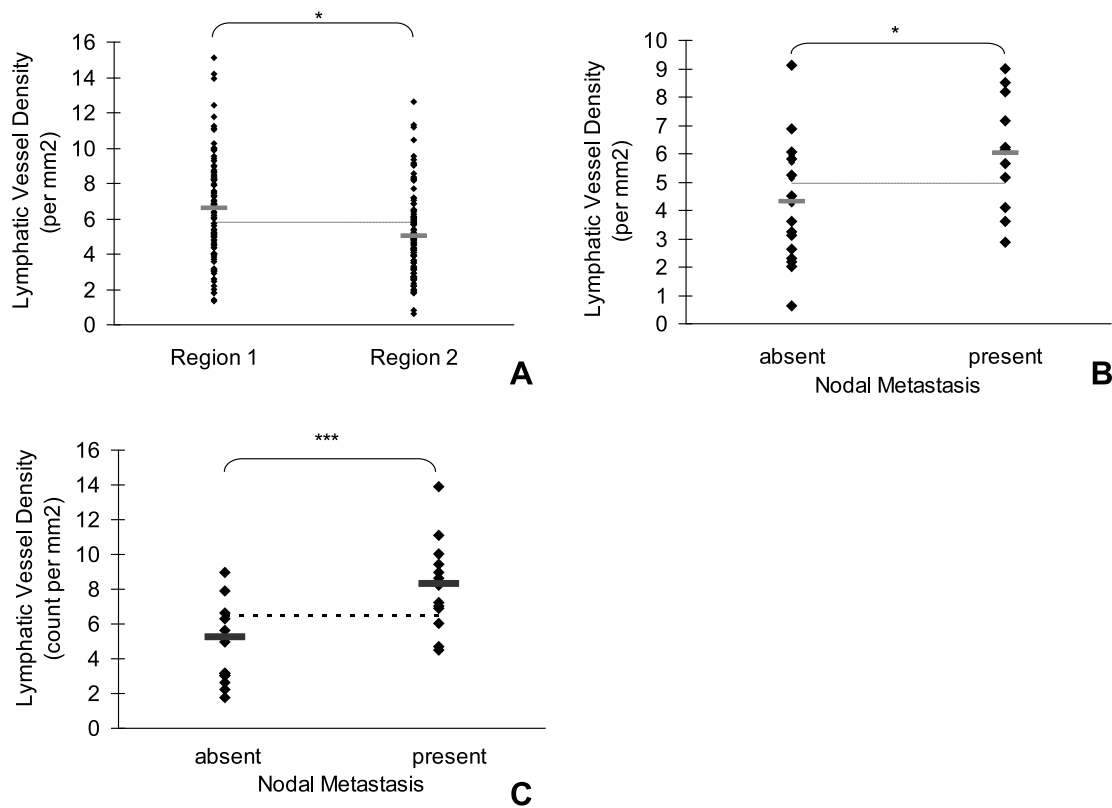 *
Lymphatic Vessel Density
(per mm2)
16
14
12
10
8
6
4
2
0
Region 1
Region 2
A
*
Lymphatic Vessel Density
(per mm2)
10
9
8
7
6
5
4
3
2
1
0
absent
present
Nodal Metastasis
B
***
Lymphatic Vessel Density
(count per mm2)
16
14
12
10
8
6
4
2
0
absent
present
Nodal Metastasis
C